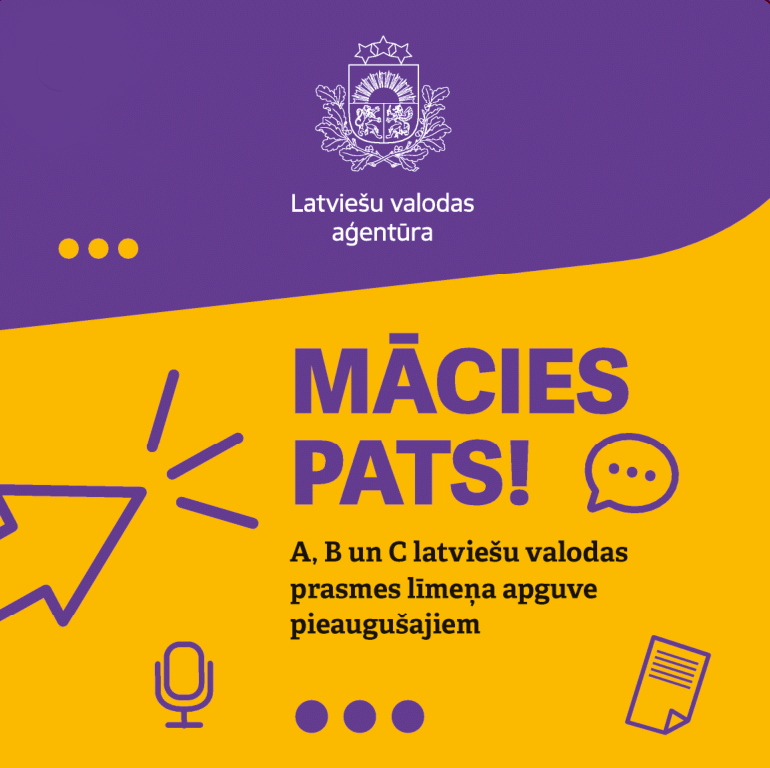 Latviešu valodas
aģentūra
MĀCIES
PATS!
A, B un C latviešu valodas
prasmes līmeņa apguve
pieaugušajiem